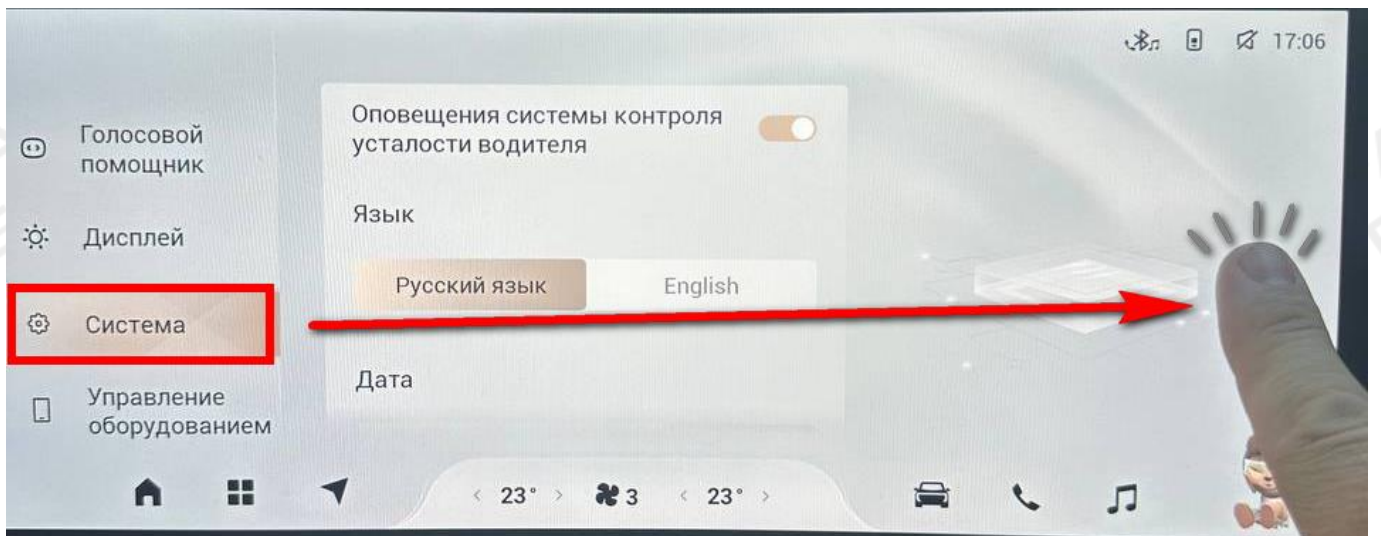 17:06
Голосовой
помощник
Дисплей
Система
Управление
оборудованием
Оповещения системы контроля
усталости водителя
Язык
Русский язык English
Дата
< 23° > 3 < 23° >